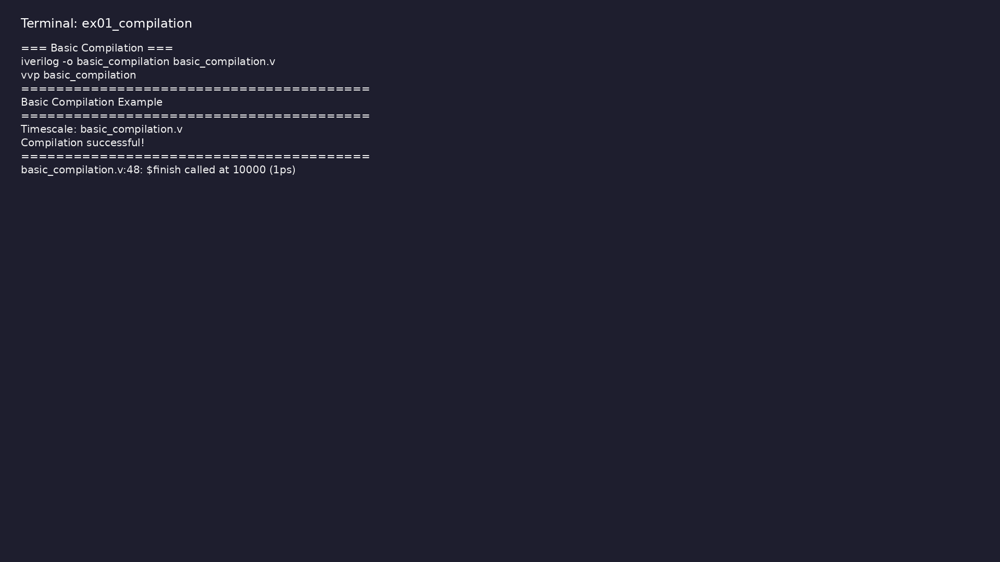 Terminal: ex01_compilation
=== Basic Compilation ===
iverilog -o basic_compilation basic_compilation.v
vvp basic_compilation
========================================
Basic Compilation Example
========================================
Timescale: basic_compilation.v
Compilation successful!
========================================
basic_compilation.v:48: $finish called at 10000 (1ps)